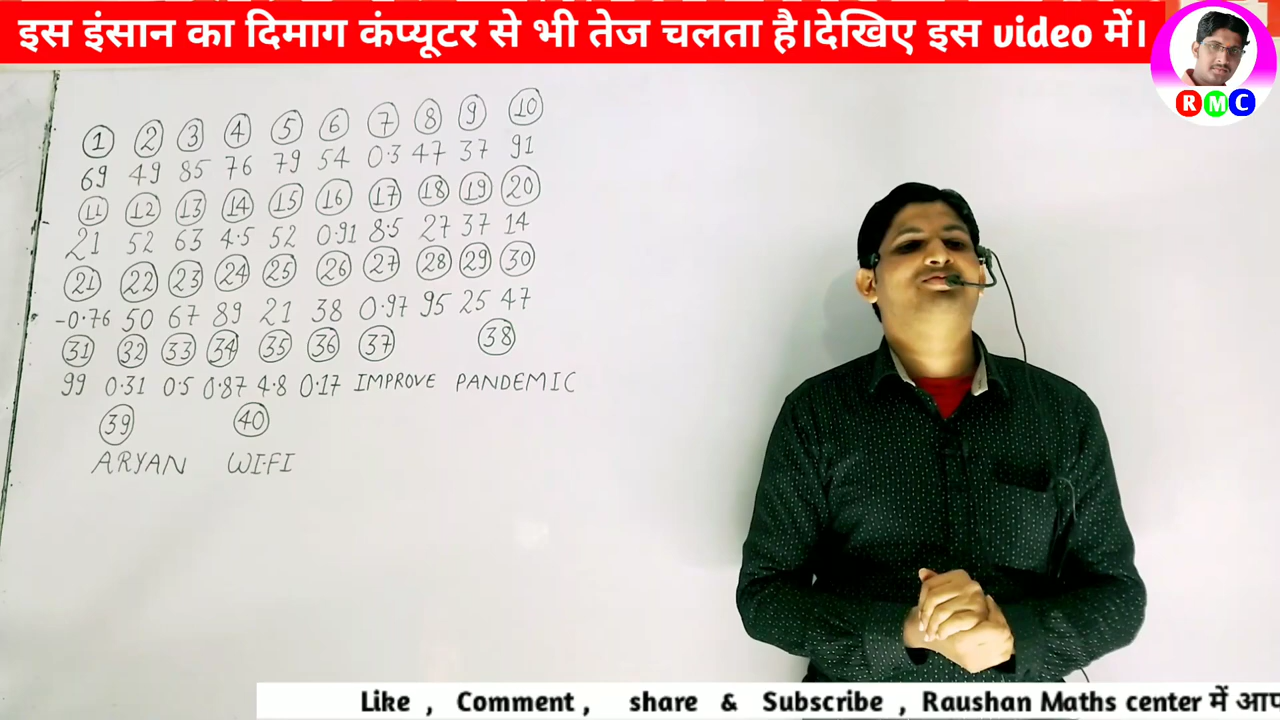 इस इंसान का दिमाग कंप्यूटर से भी तेज चलता है।देखिए इस video में।
R M C
1 2 3 4 5 6 7 8 9 10
69 49 85 76 79 54 0.3 47 37 91
11 12 13 14 15 16 17 18 19 20
21 52 63 4.5 52 0.91 8.5 27 37 14
21 22 23 24 25 26 27 28 29 30
-0.76 50 67 89 21 38 0.97 95 25 47
31 32 33 34 35 36 37 38
99 0.31 0.5 0.87 4.8 0.17 IMPROVE PANDEMIC
39 40
ARYAN WI-FI
Like , Comment , share & Subscribe , Raushan Maths center में आप